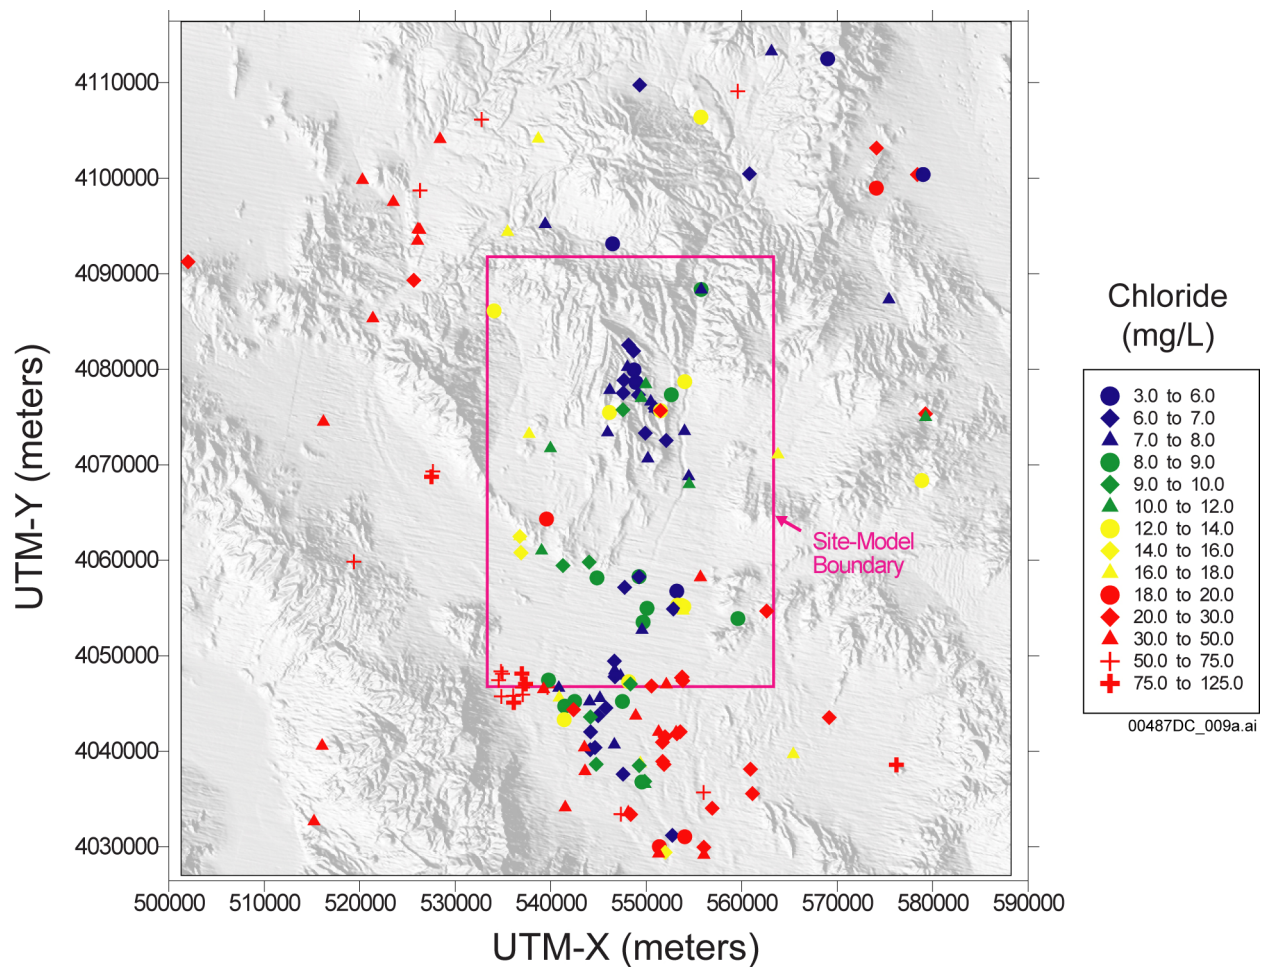 UTM-Y (meters)
4110000
4100000
4090000
4080000
4070000
4060000
4050000
4040000
4030000
500000 510000 520000 530000 540000 550000 560000 570000 580000 590000
UTM-X (meters)
Site-Model
Boundary
Chloride
(mg/L)
3.0 to 6.0
6.0 to 7.0
7.0 to 8.0
8.0 to 9.0
9.0 to 10.0
10.0 to 12.0
12.0 to 14.0
14.0 to 16.0
16.0 to 18.0
18.0 to 20.0
20.0 to 30.0
30.0 to 50.0
50.0 to 75.0
75.0 to 125.0
00487DC_009a.ai